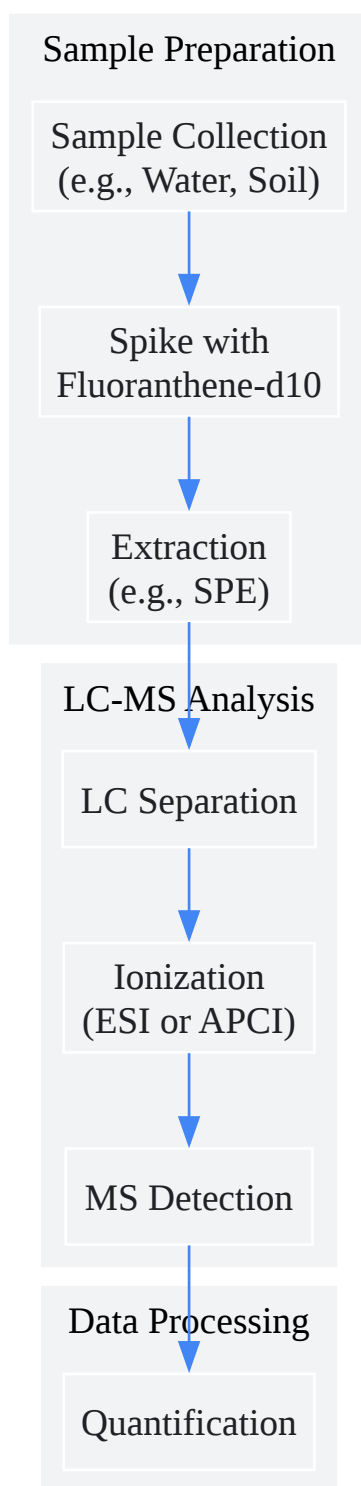 Sample Preparation
Sample Collection
(e.g., Water, Soil)
Spike with
Fluoranthene-d10
Extraction
(e.g., SPE)
LC-MS Analysis
LC Separation
Ionization
(ESI or APCI)
MS Detection
Data Processing
Quantification